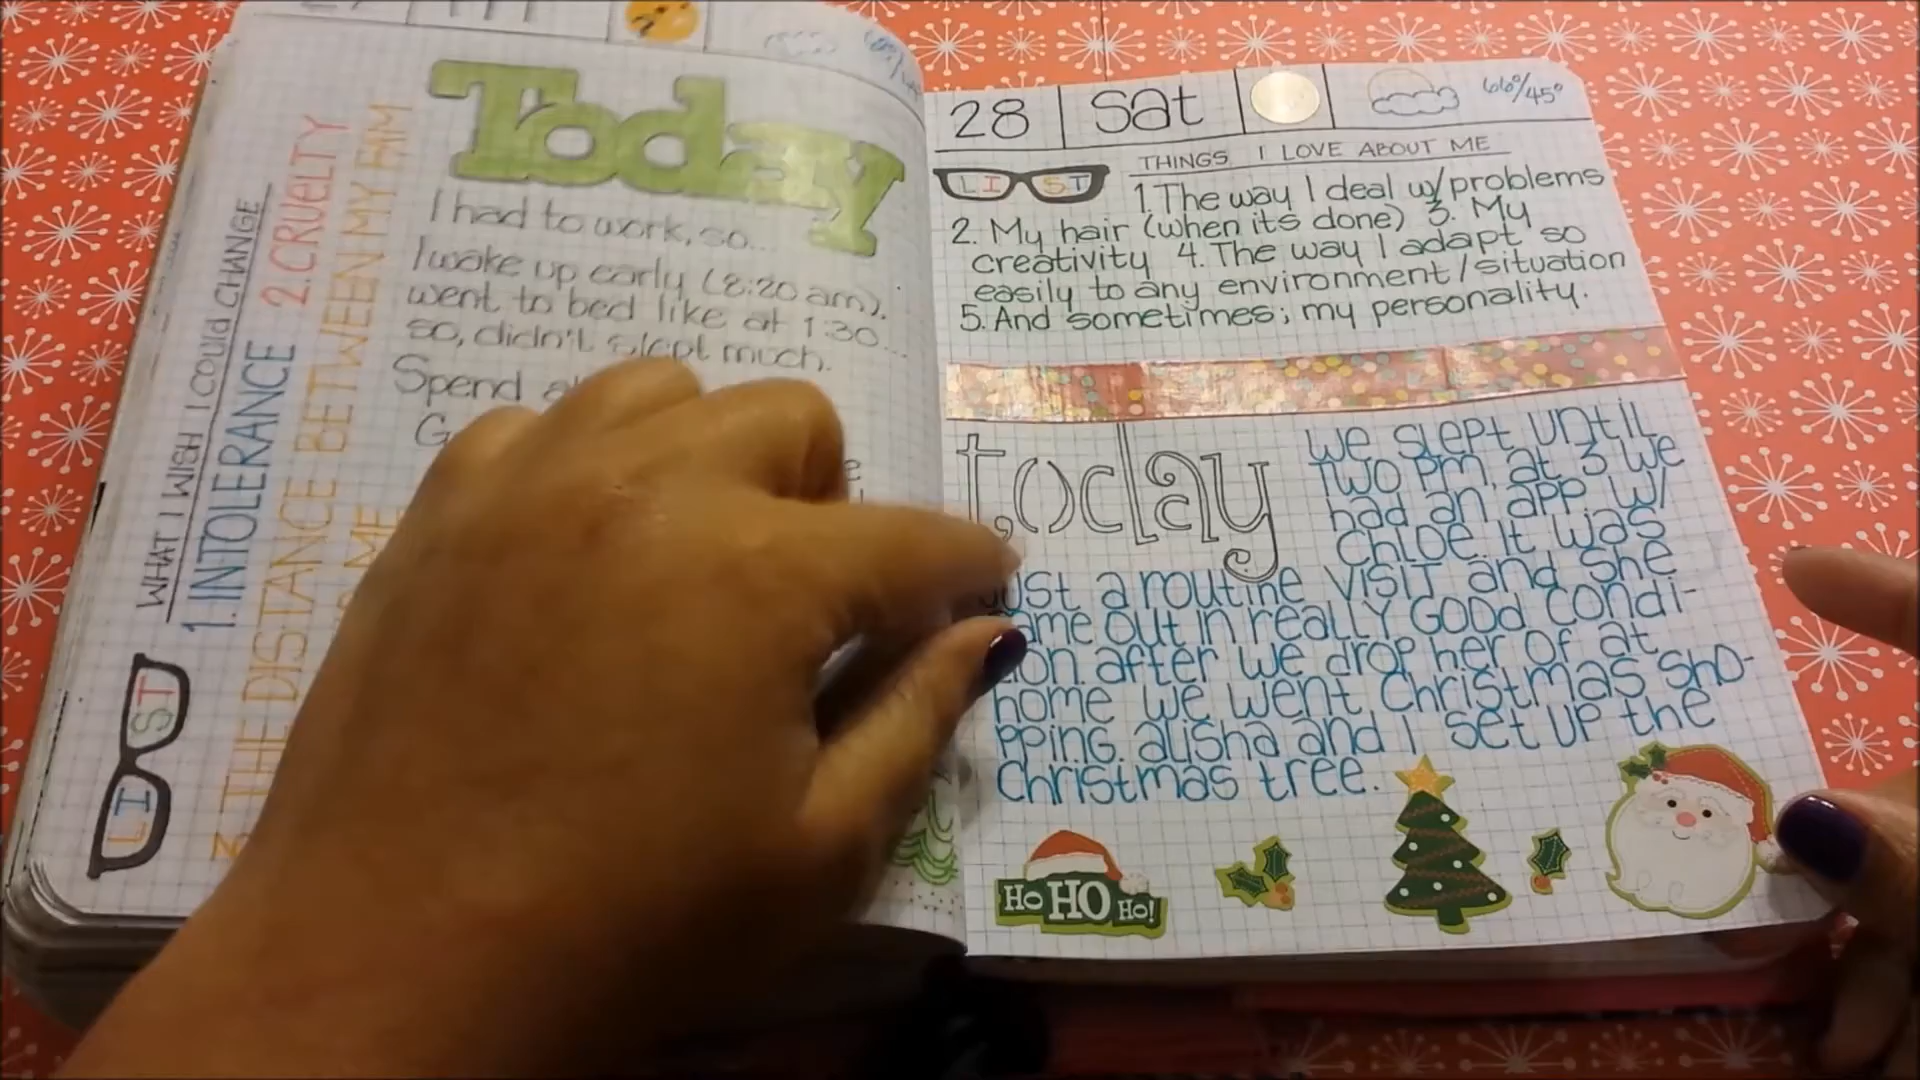 WHAT I WISH I COULD CHANGE
1. INTOLERANCE 2. CRUELTY
3. THE DISTANCE BETWEEN MY FAM
ME
LIST
Today
I had to work, so...
I wake up early (8:20 am).
went to bed like at 1:30...
so, didn't slept much.
Spend
28 Sat 66°/45°
LIST
THINGS I LOVE ABOUT ME
1. The way I deal w/problems
2. My hair (when its done) 3. My
creativity 4. The way I adapt so
easily to any environment/situation
5. And sometimes; my personality.
today
we slept until
two pm, at 3 we
had an app w/
Chloe. It was
just a routine visit and she
ame out in really good condi-
on. after we drop her of at
home we went Christmas sho-
pping. alisha and I set up the
Christmas tree.
Ho HO Ho!